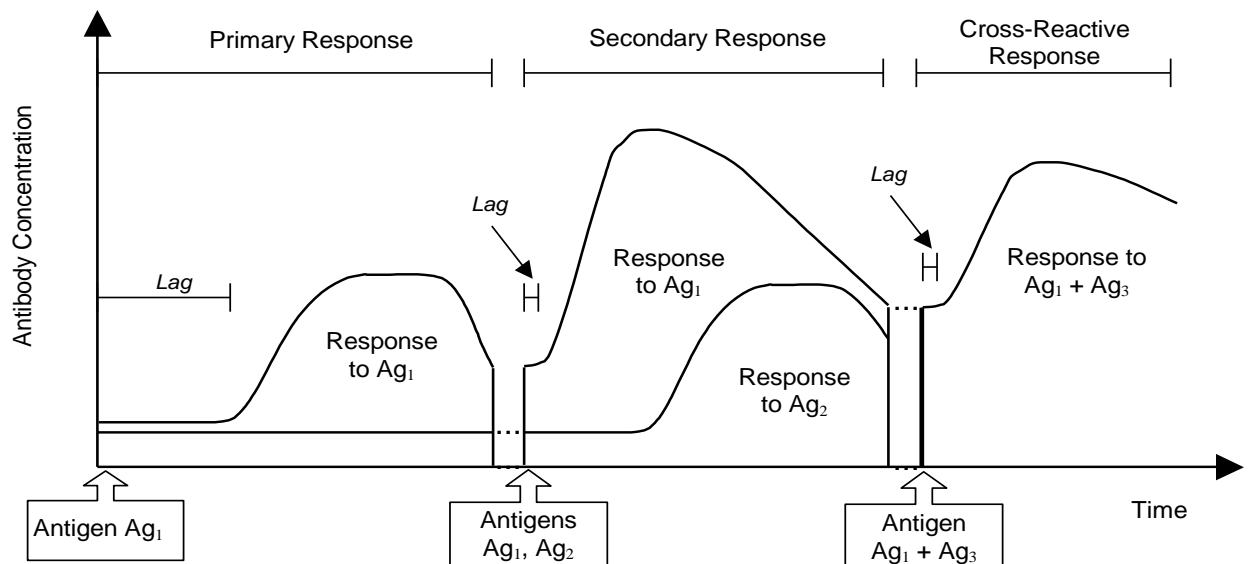 Primary Response
Secondary Response
Cross-Reactive
Response
Antibody Concentration
Lag
Lag
Lag
Response
to Ag₁
Response
to Ag₁
Response
to Ag₂
Response to
Ag₁ + Ag₃
Antigen Ag₁
Antigens
Ag₁, Ag₂
Antigen
Ag₁ + Ag₃
Time